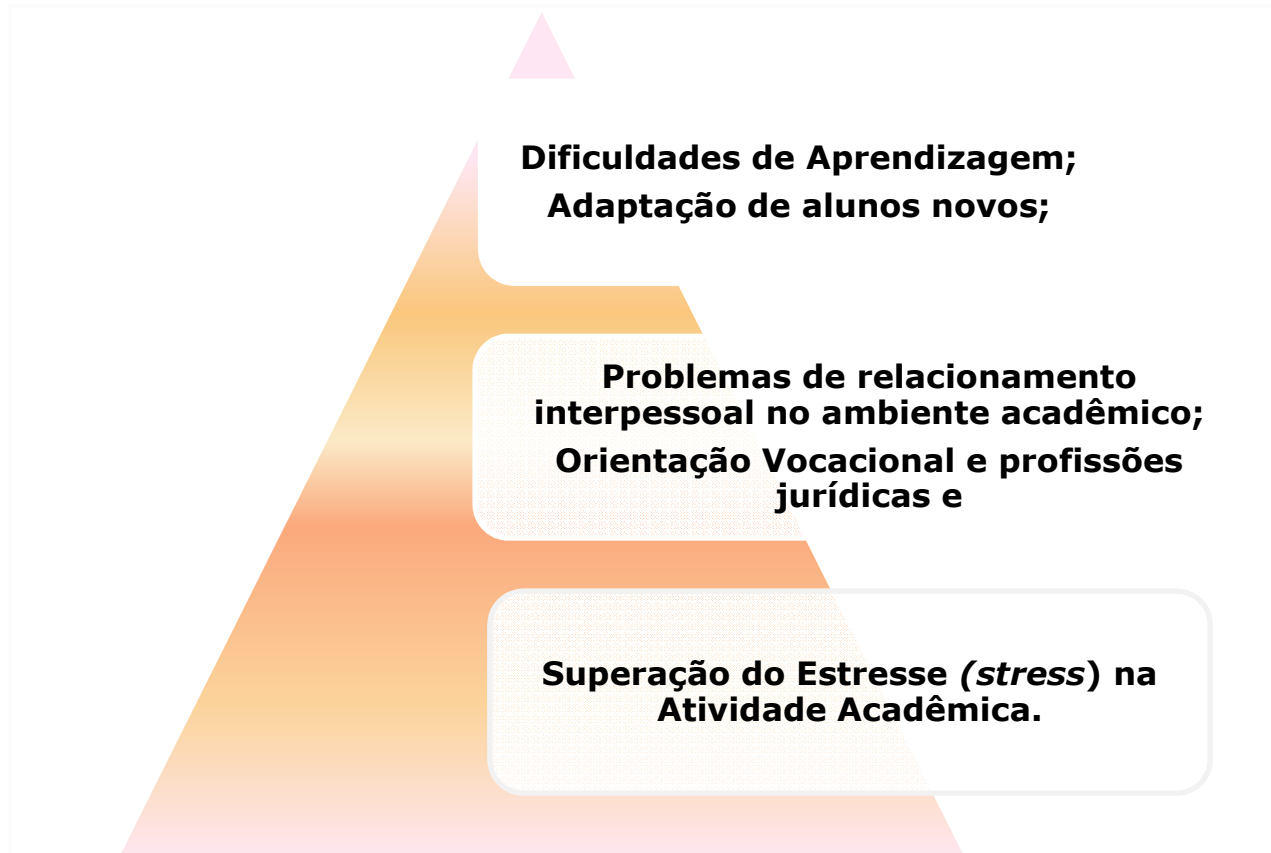 Dificuldades de Aprendizagem;
Adaptação de alunos novos;
Problemas de relacionamento
interpessoal no ambiente acadêmico;
Orientação Vocacional e profissões
jurídicas e
Superação do Estresse (stress) na
Atividade Acadêmica.